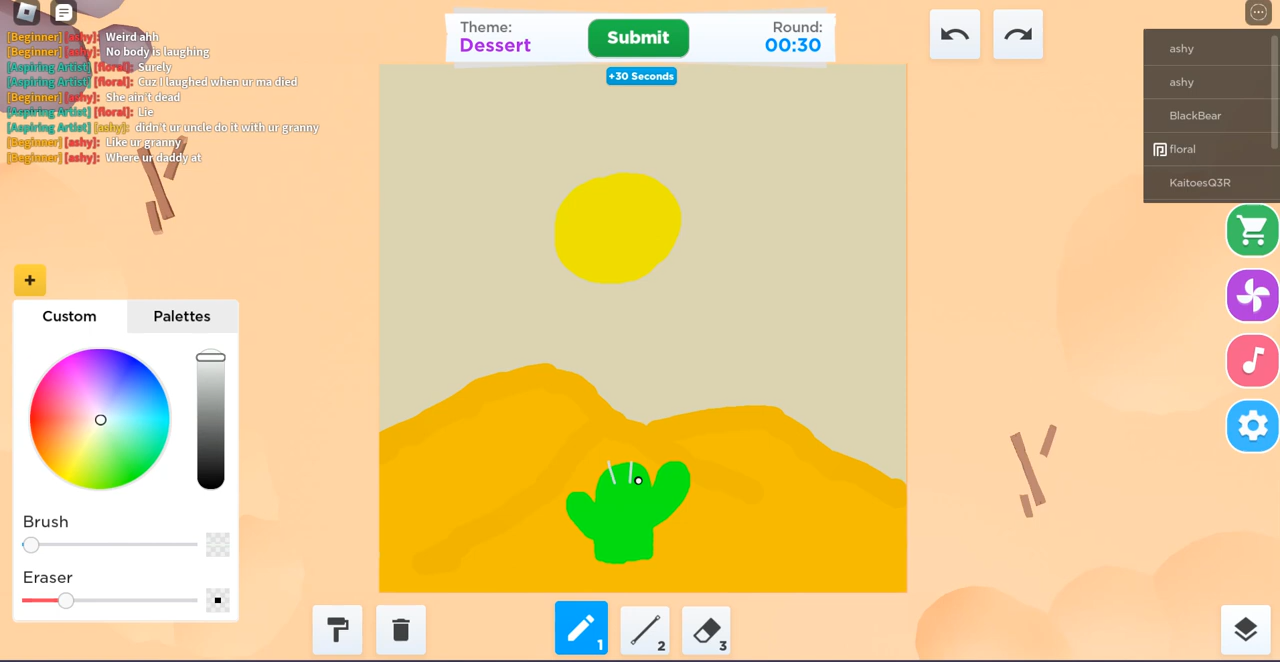 Theme:
Dessert
Submit
Round:
00:30
+30 Seconds
[Beginner] [ashy]: Weird ahh
[Beginner] [ashy]: No body is laughing
[Aspiring Artist] [floral]: Surely
[Aspiring Artist] [floral]: Cuz I laughed when ur ma died
[Beginner] [ashy]: She ain't dead
[Aspiring Artist] [floral]: Lie
[Aspiring Artist] [ashy]: didn't ur uncle do it with ur granny
[Beginner] [ashy]: Like ur granny
[Beginner] [ashy]: Where ur daddy at
ashy
ashy
BlackBear
floral
KaitoesQ3R
+
Custom
Palettes
Brush
Eraser
1
2
3